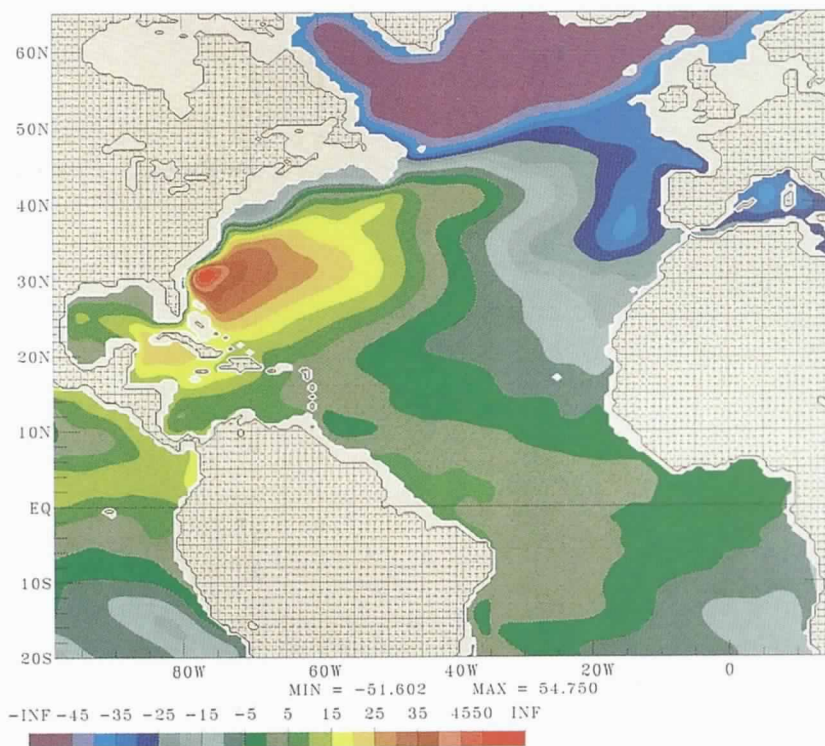 60N
50N
40N
30N
20N
10N
EQ
10S
20S
80W 60W 40W 20W 0
MIN = -51.602 MAX = 54.750
-INF -45 -35 -25 -15 -5 5 15 25 35 4550 INF